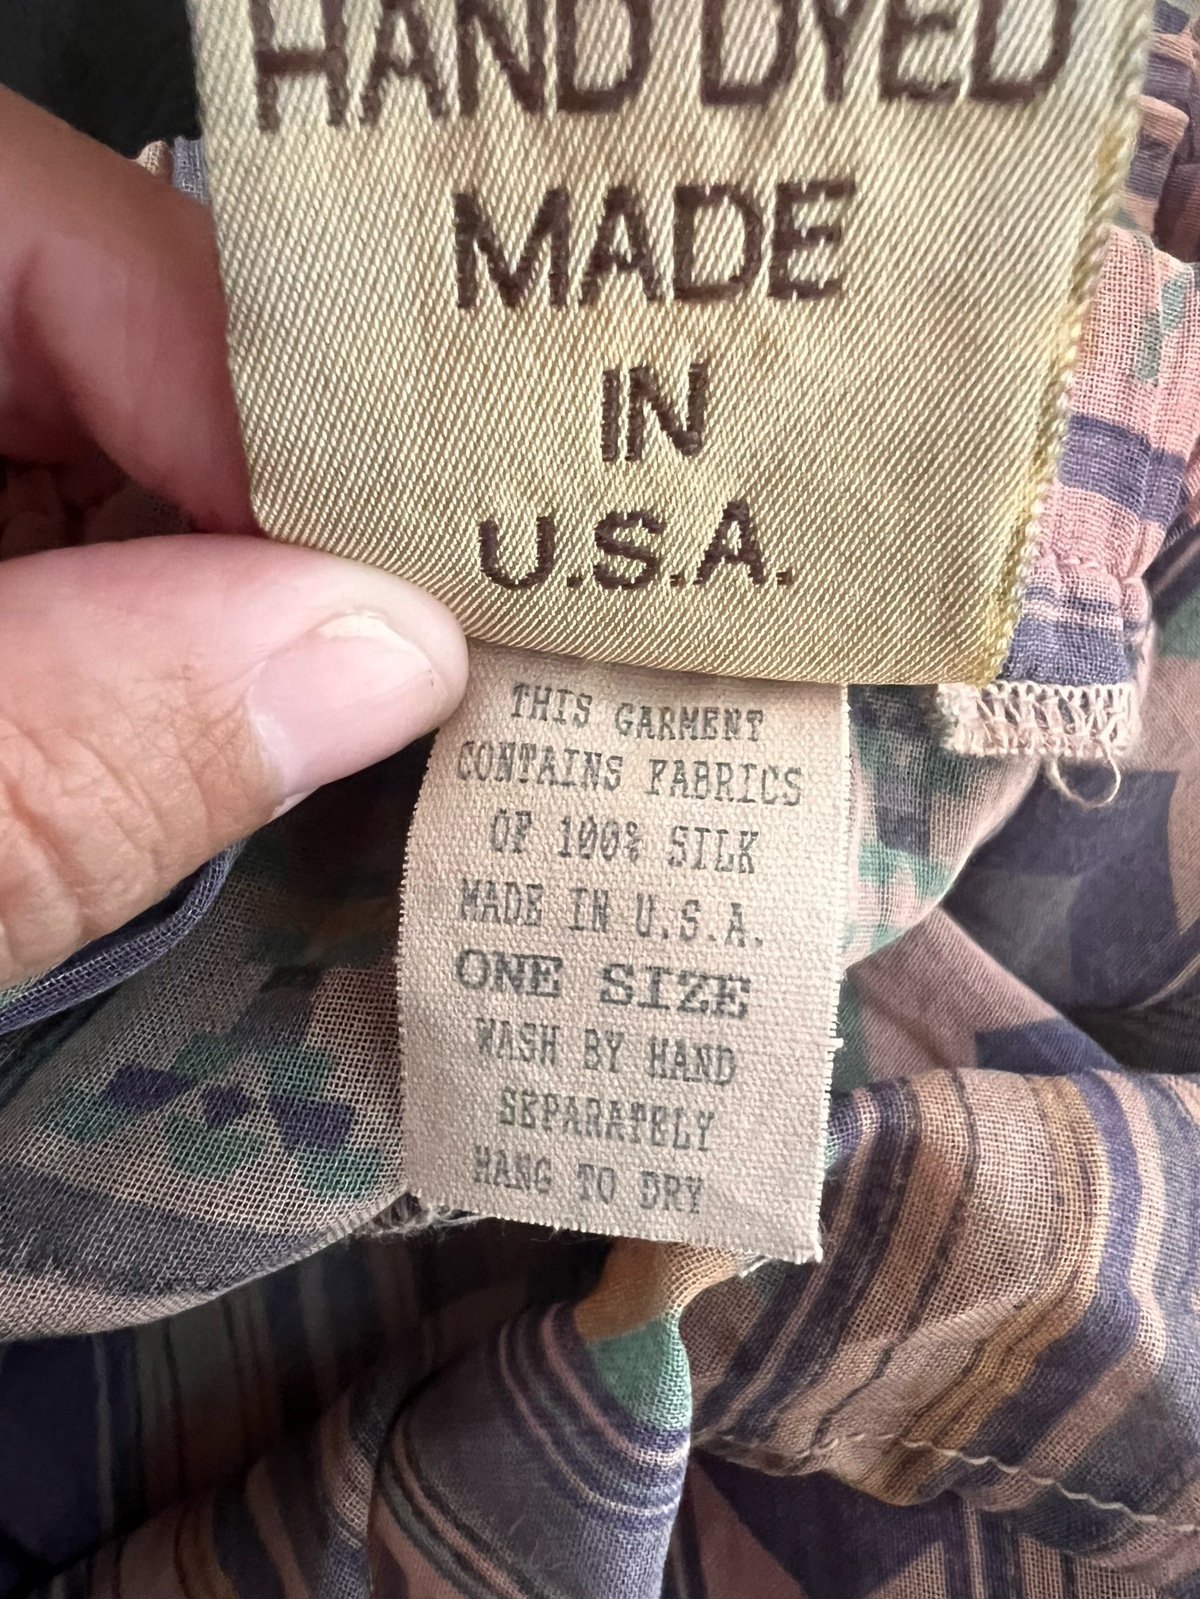 HAND DYED
MADE
IN
U.S.A.
THIS GARMENT
CONTAINS FABRICS
OF 100% SILK
MADE IN U.S.A.
ONE SIZE
WASH BY HAND
SEPARATELY
HANG TO DRY